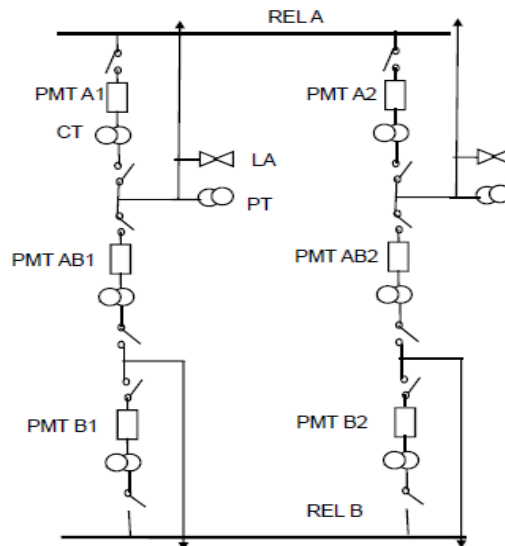 REL A
PMT A1
PMT A2
CT
LA
PT
PMT AB1
PMT AB2
PMT B1
PMT B2
REL B